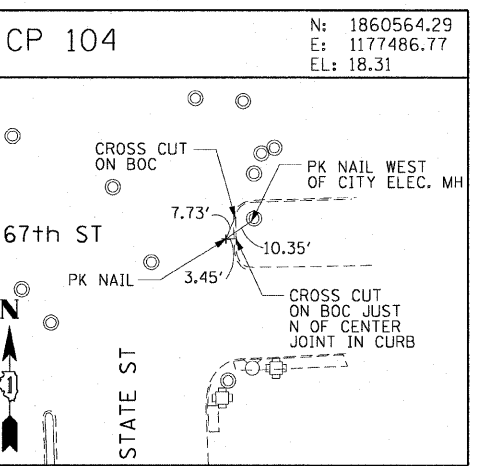 CP 104
N: 1860564.29
E: 1177486.77
EL: 18.31
CROSS CUT
ON BOC
PK NAIL WEST
OF CITY ELEC. MH
7.73'
67th ST
10.35'
PK NAIL
3.45'
CROSS CUT
ON BOC JUST
N OF CENTER
JOINT IN CURB
N
STATE ST